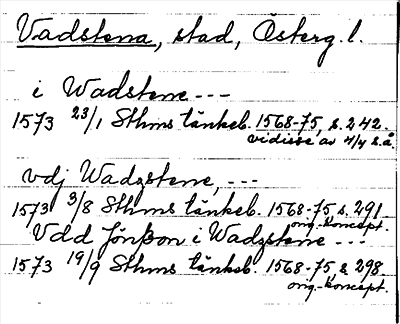 Vadstena, stad, Österg. l.
i Wadstene ---
1573 23/1 Sthms tänkeb. 1568-75, s. 242.
vidisse av 4/4 s.å.
vdj Wadzstene, ---
1573 3/8 Sthms tänkeb. 1568-75, s. 291.
orig.-koncept.
Vdd Jönsson i Wadzstene ---
1573 19/9 Sthms tänkeb. 1568-75, s. 298.
orig.-koncept.